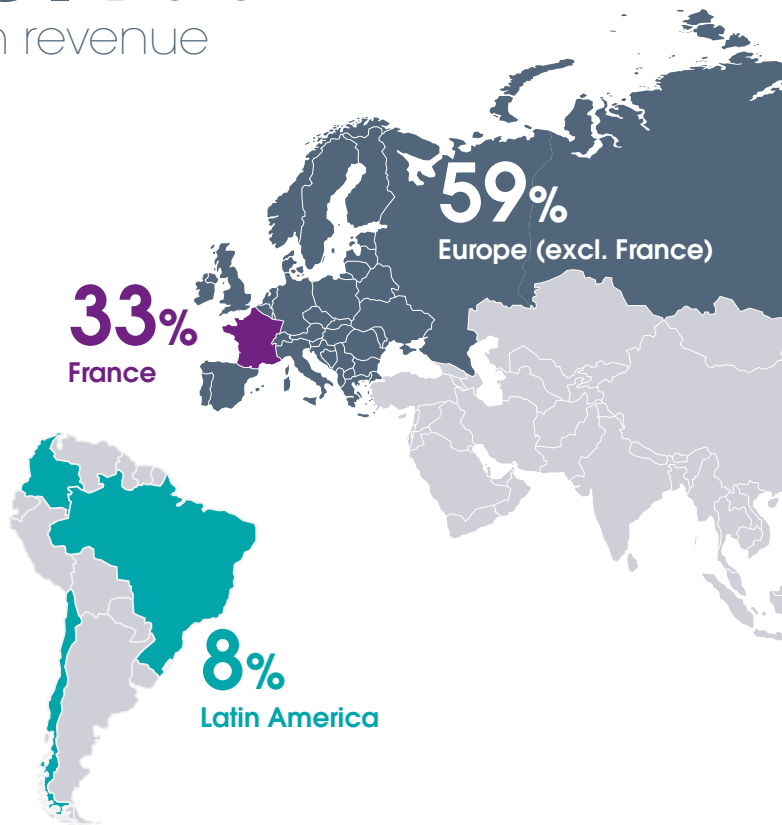 revenue
59%
Europe (excl. France)
33%
France
8%
Latin America